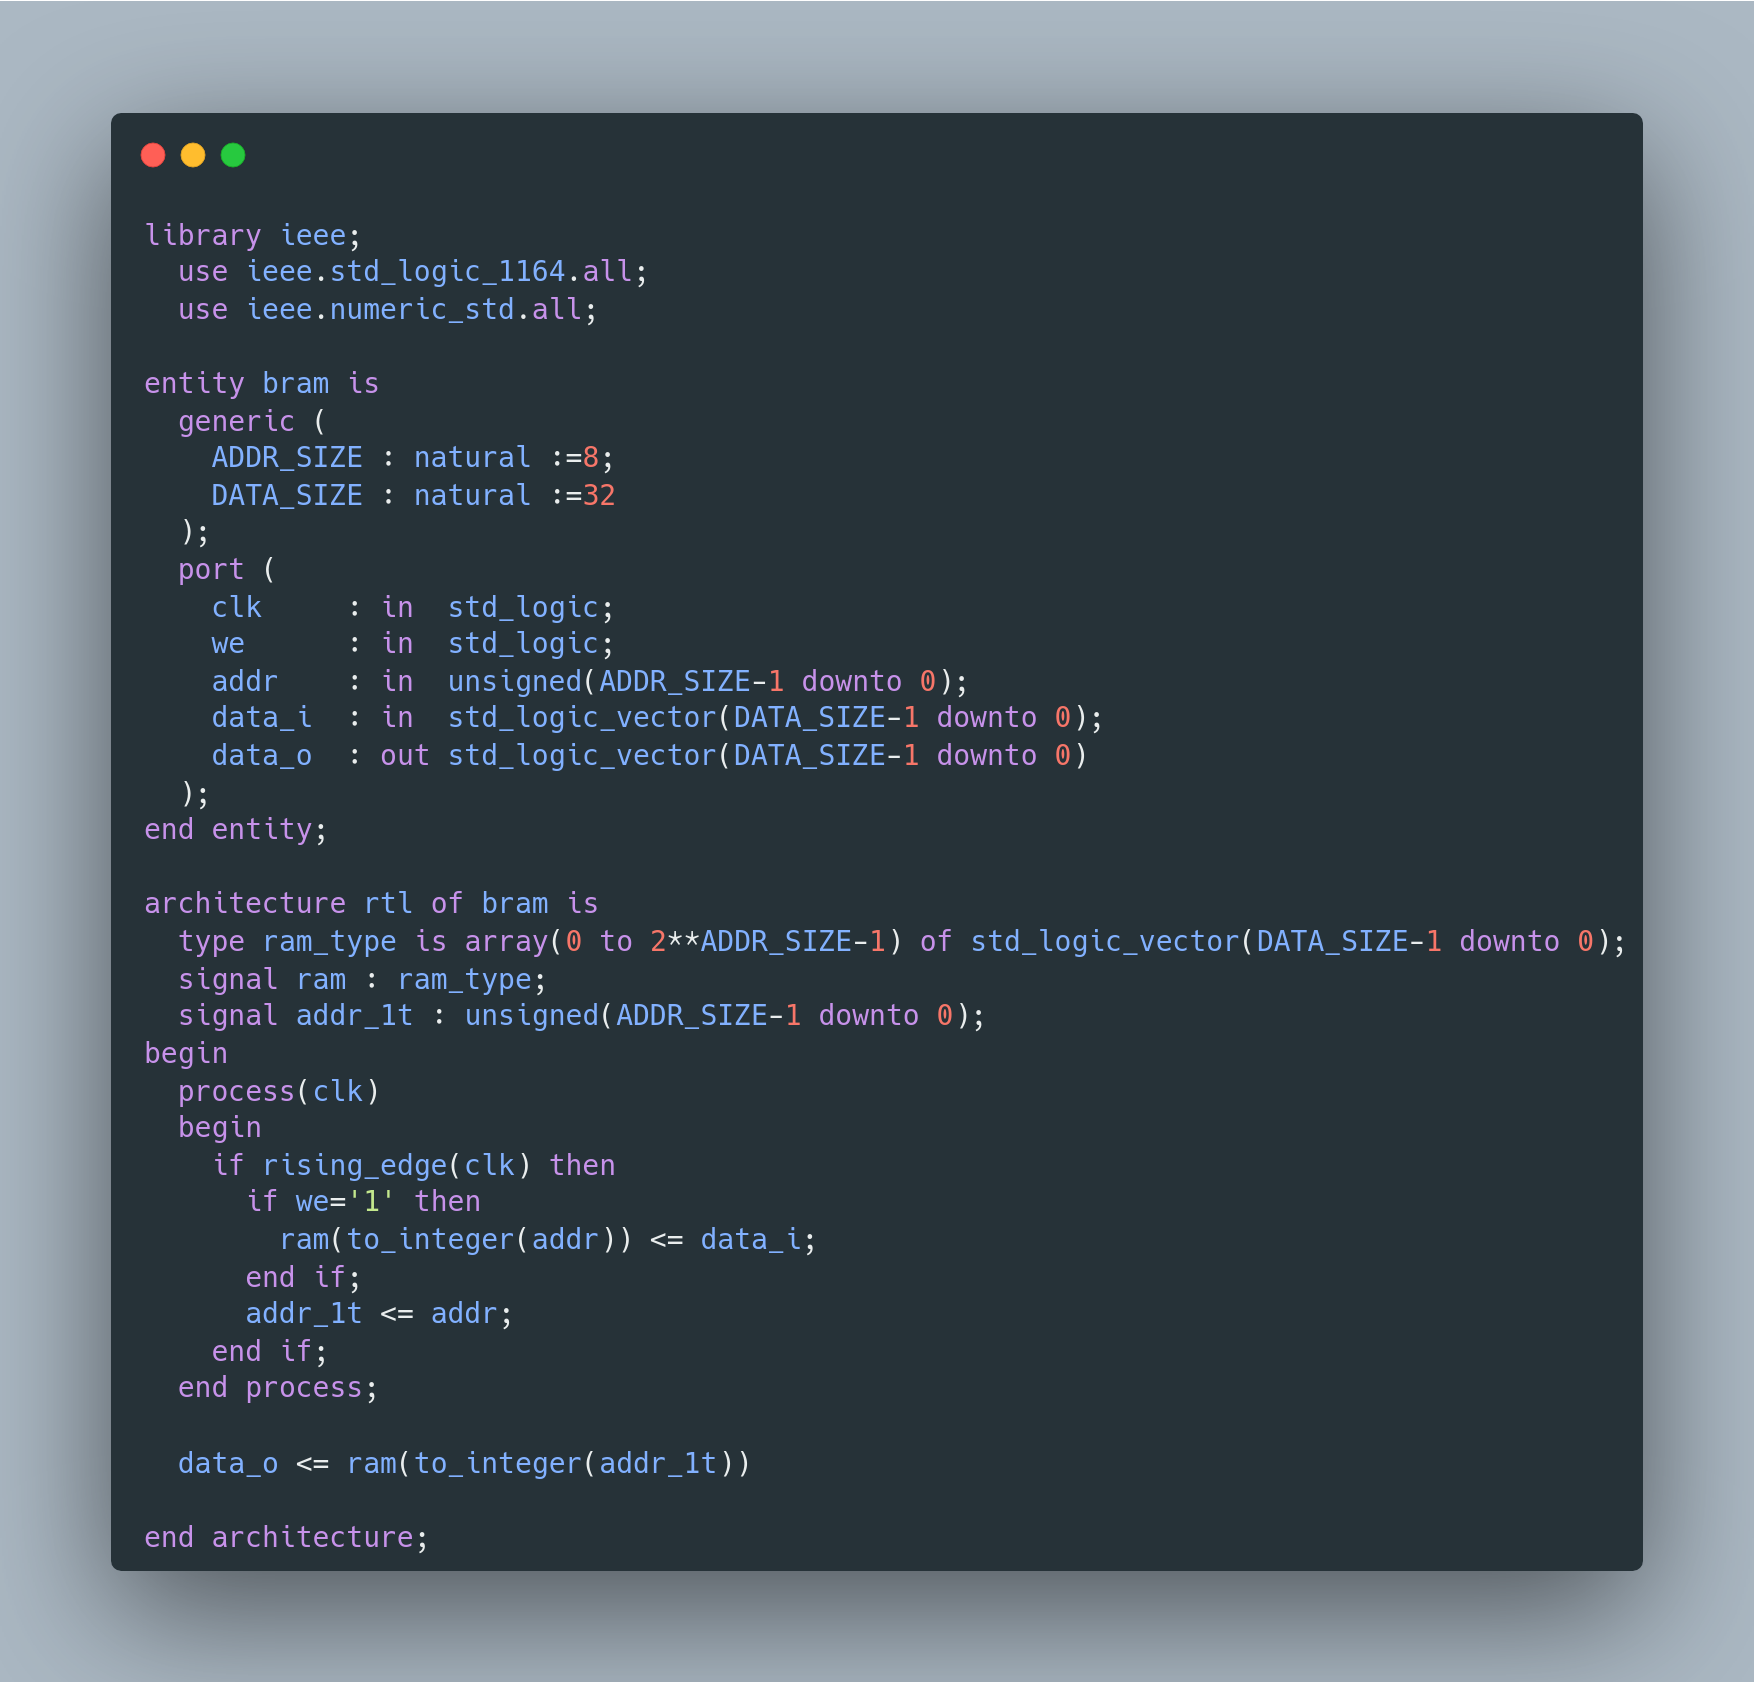 library ieee;
  use ieee.std_logic_1164.all;
  use ieee.numeric_std.all;

entity bram is
  generic (
    ADDR_SIZE : natural :=8;
    DATA_SIZE : natural :=32
  );
  port (
    clk     : in  std_logic;
    we      : in  std_logic;
    addr    : in  unsigned(ADDR_SIZE-1 downto 0);
    data_i  : in  std_logic_vector(DATA_SIZE-1 downto 0);
    data_o  : out std_logic_vector(DATA_SIZE-1 downto 0)
  );
end entity;

architecture rtl of bram is
  type ram_type is array(0 to 2**ADDR_SIZE-1) of std_logic_vector(DATA_SIZE-1 downto 0);
  signal ram : ram_type;
  signal addr_1t : unsigned(ADDR_SIZE-1 downto 0);
begin
  process(clk)
  begin
    if rising_edge(clk) then
      if we='1' then
        ram(to_integer(addr)) <= data_i;
      end if;
      addr_1t <= addr;
    end if;
  end process;

  data_o <= ram(to_integer(addr_1t))

end architecture;